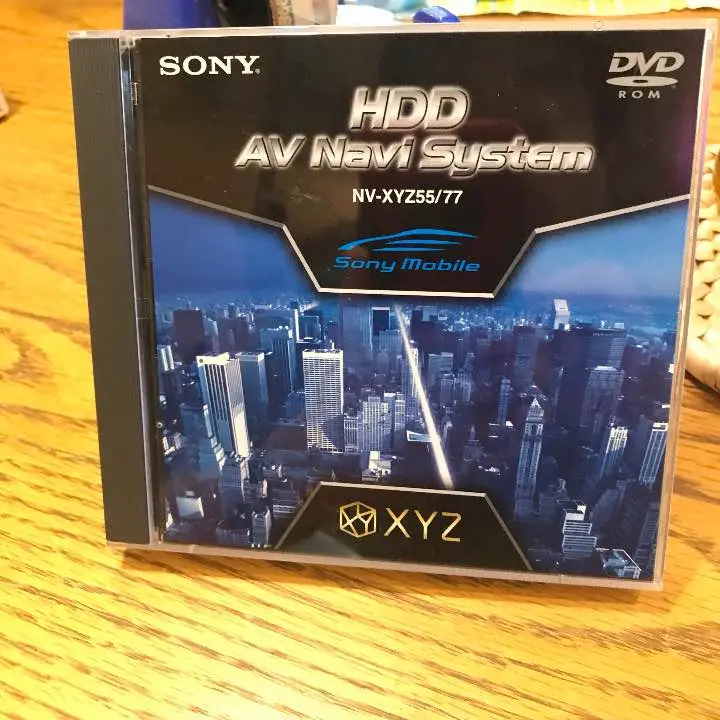 SONY®
DVD
ROM
HDD
AV Navi System
NV-XYZ55/77
Sony Mobile
XYZ